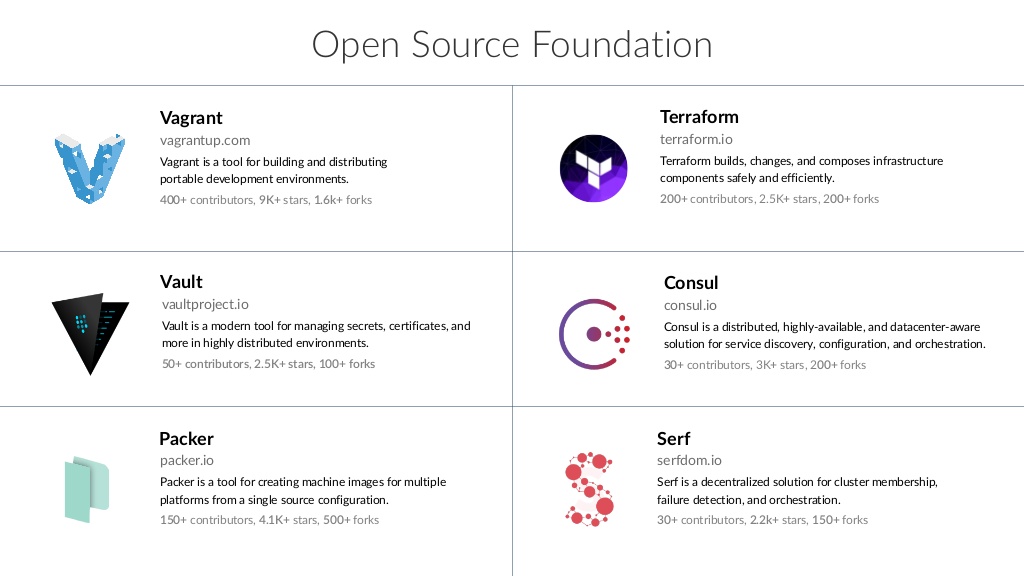 Open Source Foundation
Vagrant
vagrantup.com
Vagrant is a tool for building and distributing
portable development environments.
400+ contributors, 9K+ stars, 1.6k+ forks
Terraform
terraform.io
Terraform builds, changes, and composes infrastructure
components safely and efficiently.
200+ contributors, 2.5K+ stars, 200+ forks
Vault
vaultproject.io
Vault is a modern tool for managing secrets, certificates, and
more in highly distributed environments.
50+ contributors, 2.5K+ stars, 100+ forks
Consul
consul.io
Consul is a distributed, highly-available, and datacenter-aware
solution for service discovery, configuration, and orchestration.
30+ contributors, 3K+ stars, 200+ forks
Packer
packer.io
Packer is a tool for creating machine images for multiple
platforms from a single source configuration.
150+ contributors, 4.1K+ stars, 500+ forks
Serf
serfdom.io
Serf is a decentralized solution for cluster membership,
failure detection, and orchestration.
30+ contributors, 2.2k+ stars, 150+ forks